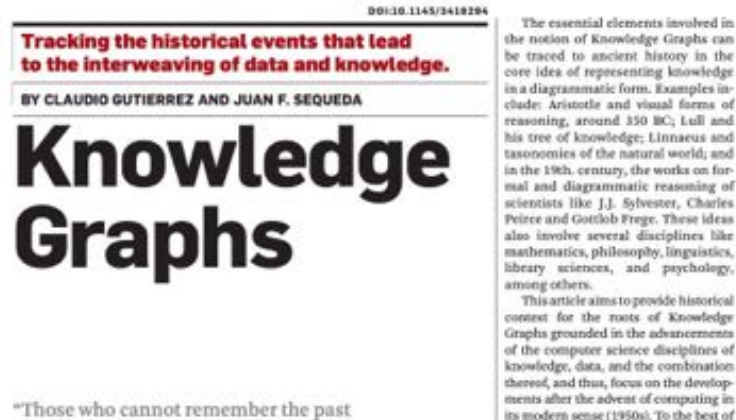 DOI:10.1145/3418294
Tracking the historical events that lead
to the interweaving of data and knowledge.
BY CLAUDIO GUTIERREZ AND JUAN F. SEQUEDA
Knowledge
Graphs
“Those who cannot remember the past
The essential elements involved in
the notion of Knowledge Graphs can
be traced to ancient history in the
core idea of representing knowledge
in a diagrammatic form. Examples in-
clude: Aristotle and visual forms of
reasoning, around 350 BC; Lull and
his tree of knowledge; Linnaeus and
taxonomies of the natural world; and
in the 19th. century, the works on for-
mal and diagrammatic reasoning of
scientists like J.J. Sylvester, Charles
Peirce and Gottlob Frege. These ideas
also involve several disciplines like
mathematics, philosophy, linguistics,
library sciences, and psychology,
among others.
This article aims to provide historical
context for the roots of Knowledge
Graphs grounded in the advancements
of the computer science disciplines of
knowledge, data, and the combination
thereof, and thus, focus on the develop-
ments after the advent of computing in
its modern sense (1950s). To the best of